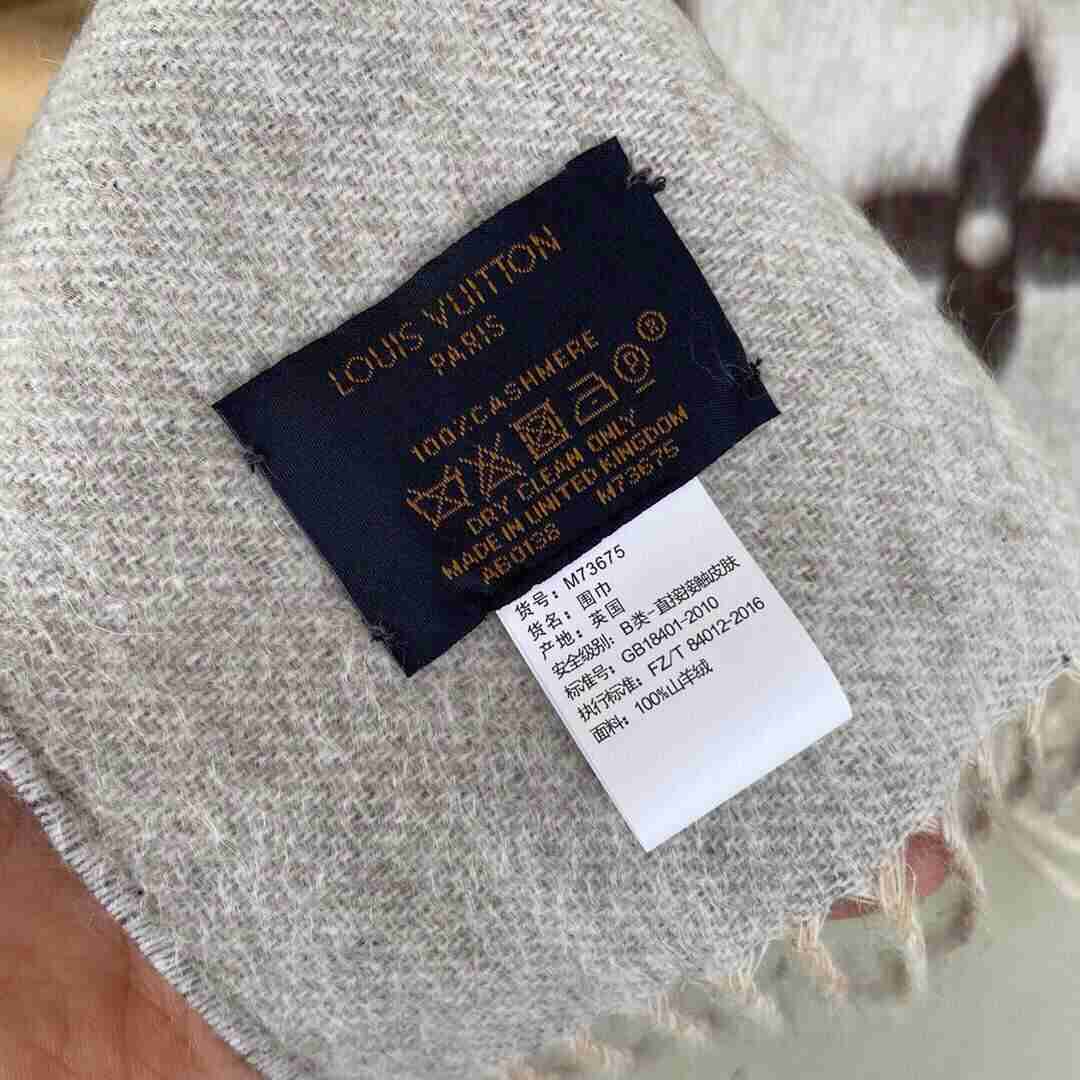 LOUIS VUITTON
PARIS
100%CASHMERE
P ®
DRY CLEAN ONLY
MADE IN UNITED KINGDOM
A60138 M73675
货号: M73675
货名: 围巾
产地: 英国
安全级别: B类-直接接触皮肤
标准号: GB18401-2010
执行标准: FZ/T 84012-2016
面料: 100%山羊绒